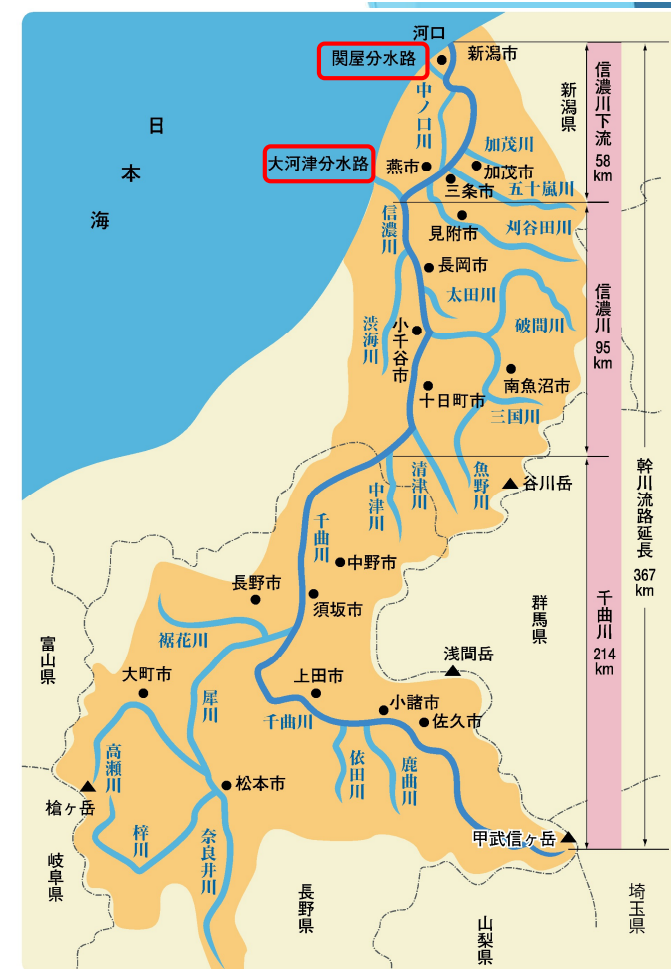 河口
関屋分水路
新潟市
中ノ口川
新潟県
信濃川下流
58
km
日本海
大河津分水路
燕市
加茂川
加茂市
三条市
五十嵐川
信濃川
見附市
刈谷田川
長岡市
太田川
破間川
信濃川
95
km
渋海川
小千谷市
十日町市
南魚沼市
三国川
清津川
魚野川
中津川
谷川岳
千曲川
中野市
長野市
須坂市
幹川流路延長
367
km
群馬県
千曲川
214
km
富山県
裾花川
浅間岳
大町市
犀川
上田市
千曲川
小諸市
佐久市
高瀬川
依田川
鹿曲川
松本市
槍ヶ岳
梓川
奈良井川
甲武信ヶ岳
岐阜県
長野県
山梨県
埼玉県